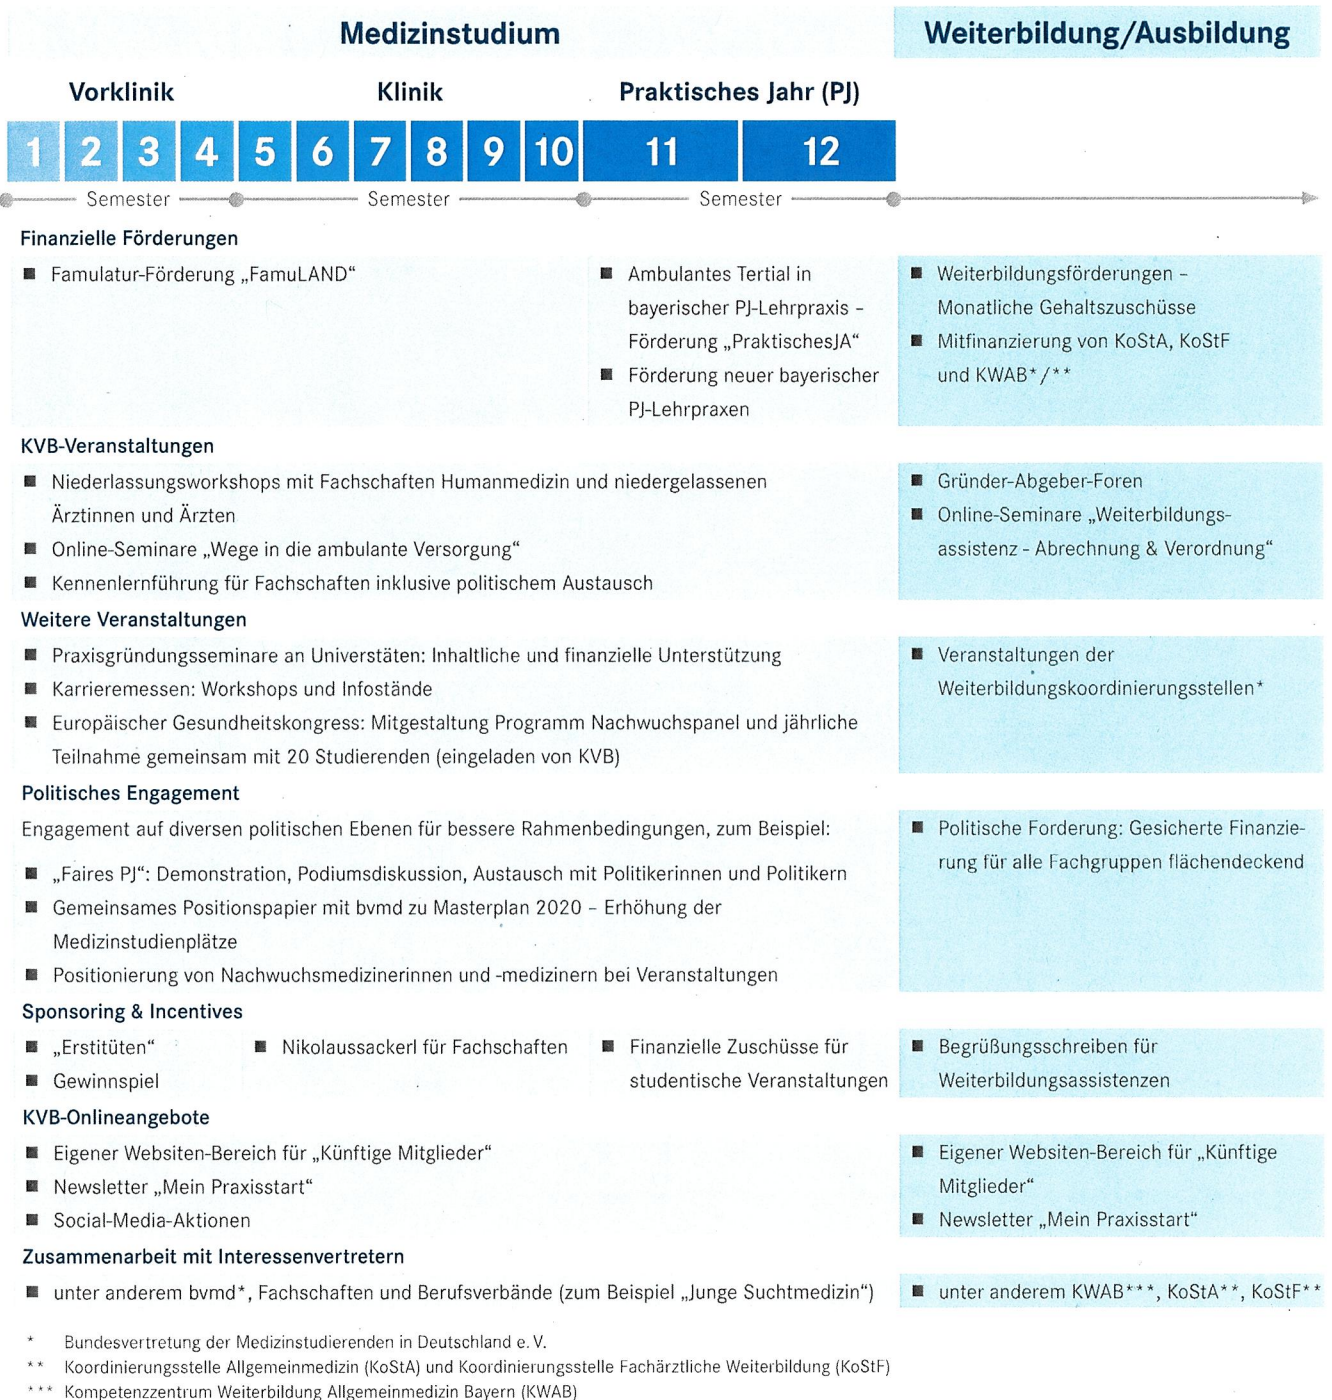 Medizinstudium
Weiterbildung/Ausbildung
Vorklinik
Klinik
Praktisches Jahr (PJ)
1 2 3 4 5 6 7 8 9 10 11 12
Semester
Semester
Semester
Finanzielle Förderungen
■ Famulatur-Förderung „FamuLAND“
■ Ambulantes Tertial in
bayerischer PJ-Lehrpraxis –
Förderung „PraktischesJA“
■ Förderung neuer bayerischer
PJ-Lehrpraxen
■ Weiterbildungsförderungen –
Monatliche Gehaltszuschüsse
■ Mitfinanzierung von KoStA, KoStF
und KWAB*/**
KVB-Veranstaltungen
■ Niederlassungsworkshops mit Fachschaften Humanmedizin und niedergelassenen
Ärztinnen und Ärzten
■ Online-Seminare „Wege in die ambulante Versorgung“
■ Kennenlernführung für Fachschaften inklusive politischem Austausch
■ Gründer-Abgeber-Foren
■ Online-Seminare „Weiterbildungs-
assistenz - Abrechnung & Verordnung“
Weitere Veranstaltungen
■ Praxisgründungsseminare an Universtäten: Inhaltliche und finanzielle Unterstützung
■ Karrieremessen: Workshops und Infostände
■ Europäischer Gesundheitskongress: Mitgestaltung Programm Nachwuchspanel und jährliche
Teilnahme gemeinsam mit 20 Studierenden (eingeladen von KVB)
■ Veranstaltungen der
Weiterbildungskoordinierungsstellen*
Politisches Engagement
Engagement auf diversen politischen Ebenen für bessere Rahmenbedingungen, zum Beispiel:
■ „Faires PJ“: Demonstration, Podiumsdiskussion, Austausch mit Politikerinnen und Politikern
■ Gemeinsames Positionspapier mit bvmd zu Masterplan 2020 – Erhöhung der
Medizinstudienplätze
■ Positionierung von Nachwuchsmedizinerinnen und -medizinern bei Veranstaltungen
■ Politische Forderung: Gesicherte Finanzie-
rung für alle Fachgruppen flächendeckend
Sponsoring & Incentives
■ „Erstitüten“
■ Gewinnspiel
■ Nikolaussackerl für Fachschaften
■ Finanzielle Zuschüsse für
studentische Veranstaltungen
■ Begrüßungsschreiben für
Weiterbildungsassistenzen
KVB-Onlineangebote
■ Eigener Websiten-Bereich für „Künftige Mitglieder“
■ Newsletter „Mein Praxisstart“
■ Social-Media-Aktionen
■ Eigener Websiten-Bereich für „Künftige
Mitglieder“
■ Newsletter „Mein Praxisstart“
Zusammenarbeit mit Interessenvertretern
■ unter anderem bvmd*, Fachschaften und Berufsverbände (zum Beispiel „Junge Suchtmedizin“)
■ unter anderem KWAB***, KoStA**, KoStF**
* Bundesvertretung der Medizinstudierenden in Deutschland e. V.
** Koordinierungsstelle Allgemeinmedizin (KoStA) und Koordinierungsstelle Fachärztliche Weiterbildung (KoStF)
*** Kompetenzzentrum Weiterbildung Allgemeinmedizin Bayern (KWAB)